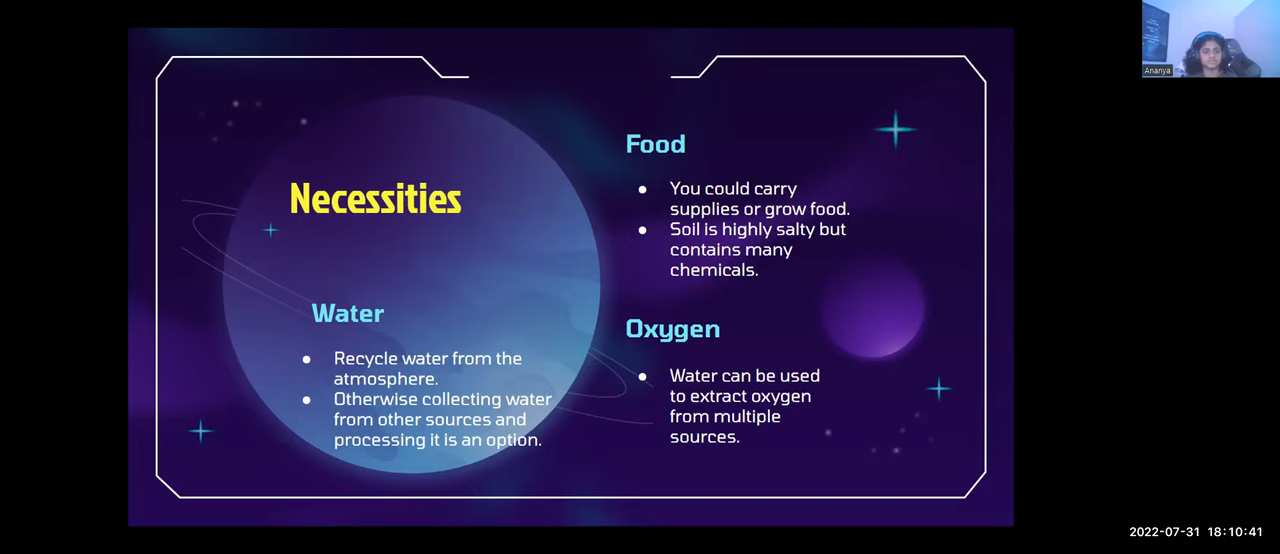 Necessities
Water
● Recycle water from the
atmosphere.
● Otherwise collecting water
from other sources and
processing it is an option.
Food
● You could carry
supplies or grow food.
● Soil is highly salty but
contains many
chemicals.
Oxygen
● Water can be used
to extract oxygen
from multiple
sources.
Ananya
2022-07-31 18:10:41